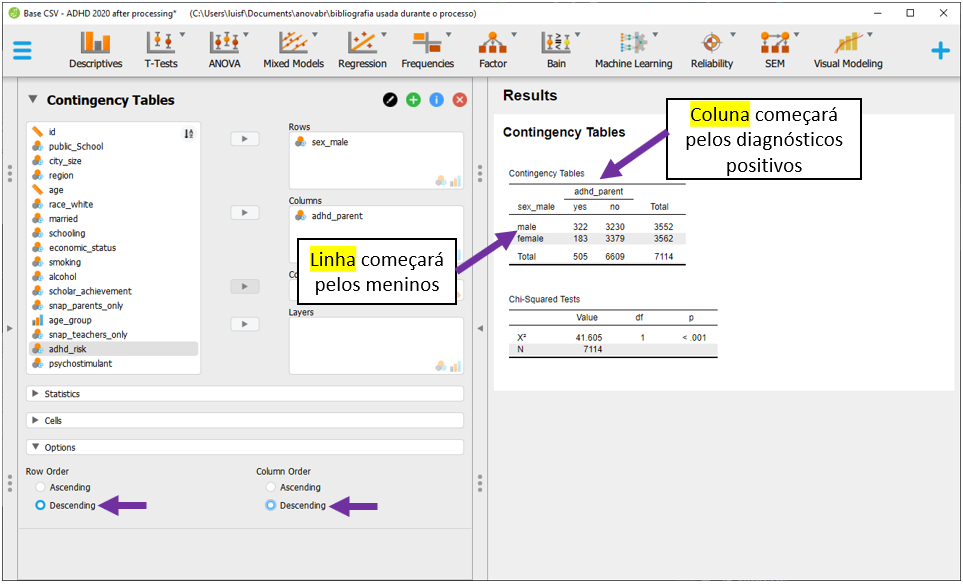 Base CSV - ADHD 2020 after processing* (C:\Users\luisf\Documents\anovabr\bibliografia usada durante o processo)
Descriptives T-Tests ANOVA Mixed Models Regression Frequencies Factor Bain Machine Learning Reliability SEM Visual Modeling
Contingency Tables
id
public_School
city_size
region
age
race_white
married
schooling
economic_status
smoking
alcohol
scholar_achievement
snap_parents_only
age_group
snap_teachers_only
adhd_risk
psychostimulant
Rows
sex_male
Columns
adhd_parent
Co
Layers
Linha começará
pelos meninos
Statistics
Cells
Options
Row Order
Ascending
Descending
Column Order
Ascending
Descending
Results
Contingency Tables
Coluna começará
pelos diagnósticos
positivos
Contingency Tables
adhd_parent
sex_male yes no Total
male 322 3230 3552
female 183 3379 3562
Total 505 6609 7114
Chi-Squared Tests
Value df p
X² 41.605 1 < .001
N 7114